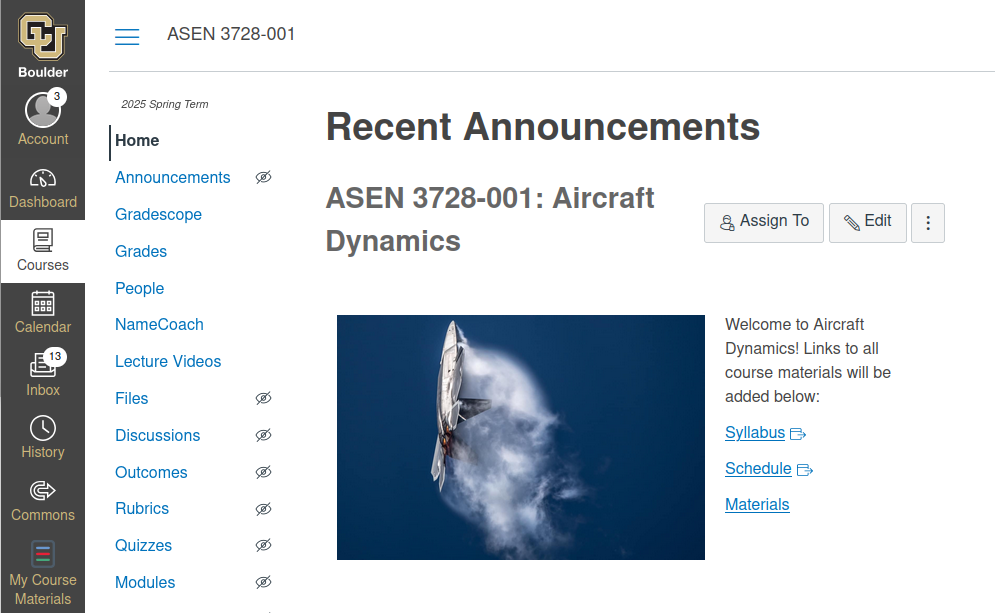 Boulder
3
Account
Dashboard
Courses
Calendar
13
Inbox
History
Commons
My Course
Materials
ASEN 3728-001
2025 Spring Term
Home
Announcements
Gradescope
Grades
People
NameCoach
Lecture Videos
Files
Discussions
Outcomes
Rubrics
Quizzes
Modules
Recent Announcements
ASEN 3728-001: Aircraft
Dynamics
Assign To
Edit
Welcome to Aircraft
Dynamics! Links to all
course materials will be
added below:
Syllabus
Schedule
Materials